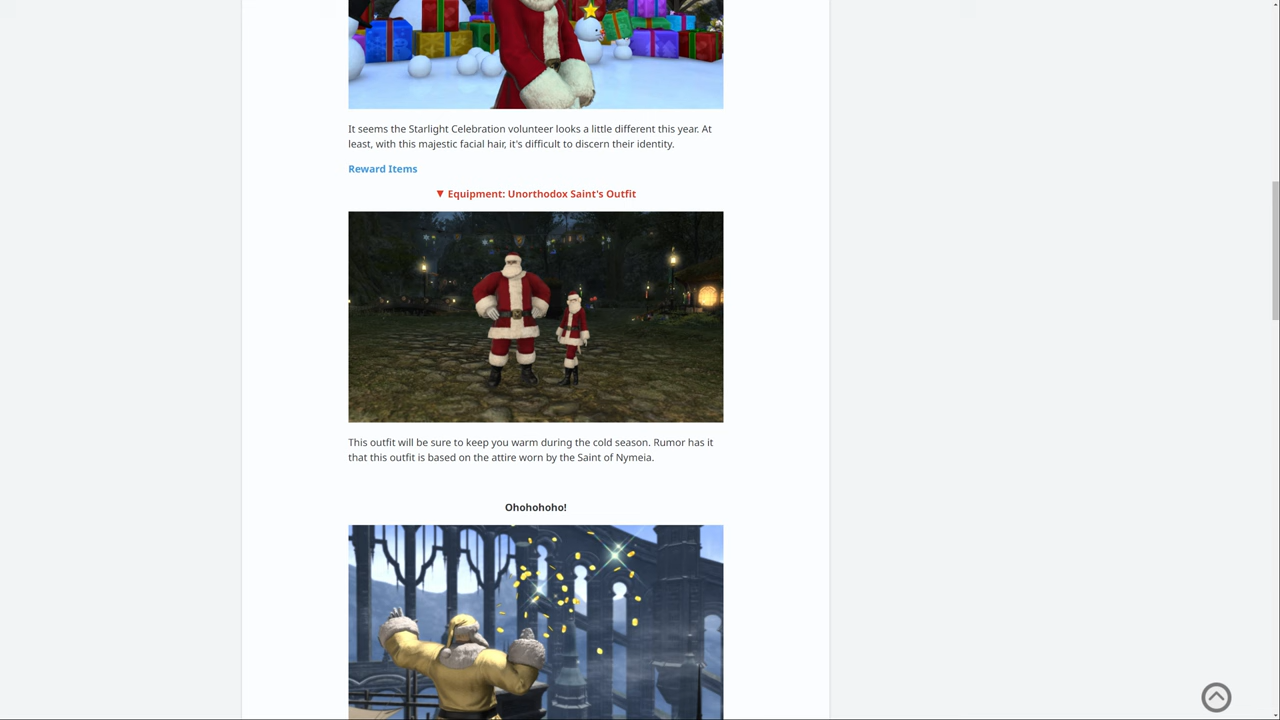 It seems the Starlight Celebration volunteer looks a little different this year. At
least, with this majestic facial hair, it's difficult to discern their identity.
Reward Items
▼ Equipment: Unorthodox Saint's Outfit
This outfit will be sure to keep you warm during the cold season. Rumor has it
that this outfit is based on the attire worn by the Saint of Nymeia.
Ohohohoho!